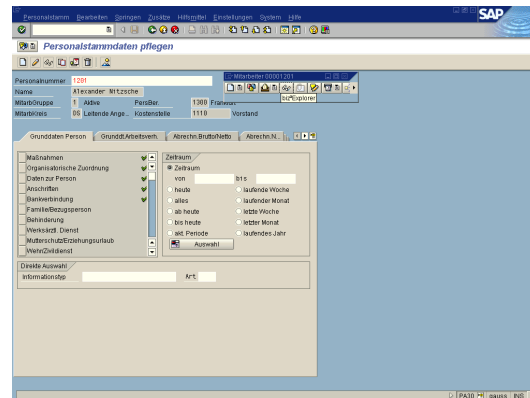 Personalstamm Bearbeiten Springen Zusätze Hilfsmittel Einstellungen System Hilfe
SAP
Personalstammdaten pflegen
Personalnummer 1201
Mitarbeiter 00001201
Name Alexander Nitzsche
biz²Explorer
MitarbGruppe 1 Aktive PersBer. 1300 Frankfurt
MitarbKreis DS Leitende Ange... Kostenstelle 1110 Vorstand
Grunddaten Person Grunddt.Arbeitsverh. Abrechn.Brutto/Netto Abrechn.N...
Maßnahmen
Organisatorische Zuordnung
Daten zur Person
Anschriften
Bankverbindung
Familie/Bezugsperson
Behinderung
Werksärztl. Dienst
Mutterschutz/Erziehungsurlaub
Wehr/Zivildienst
Zeitraum
Zeitraum
von bis
heute laufende Woche
alles laufender Monat
ab heute letzte Woche
bis heute letzter Monat
akt. Periode laufendes Jahr
Auswahl
Direkte Auswahl
Informationstyp Art
PA30 gauss INS